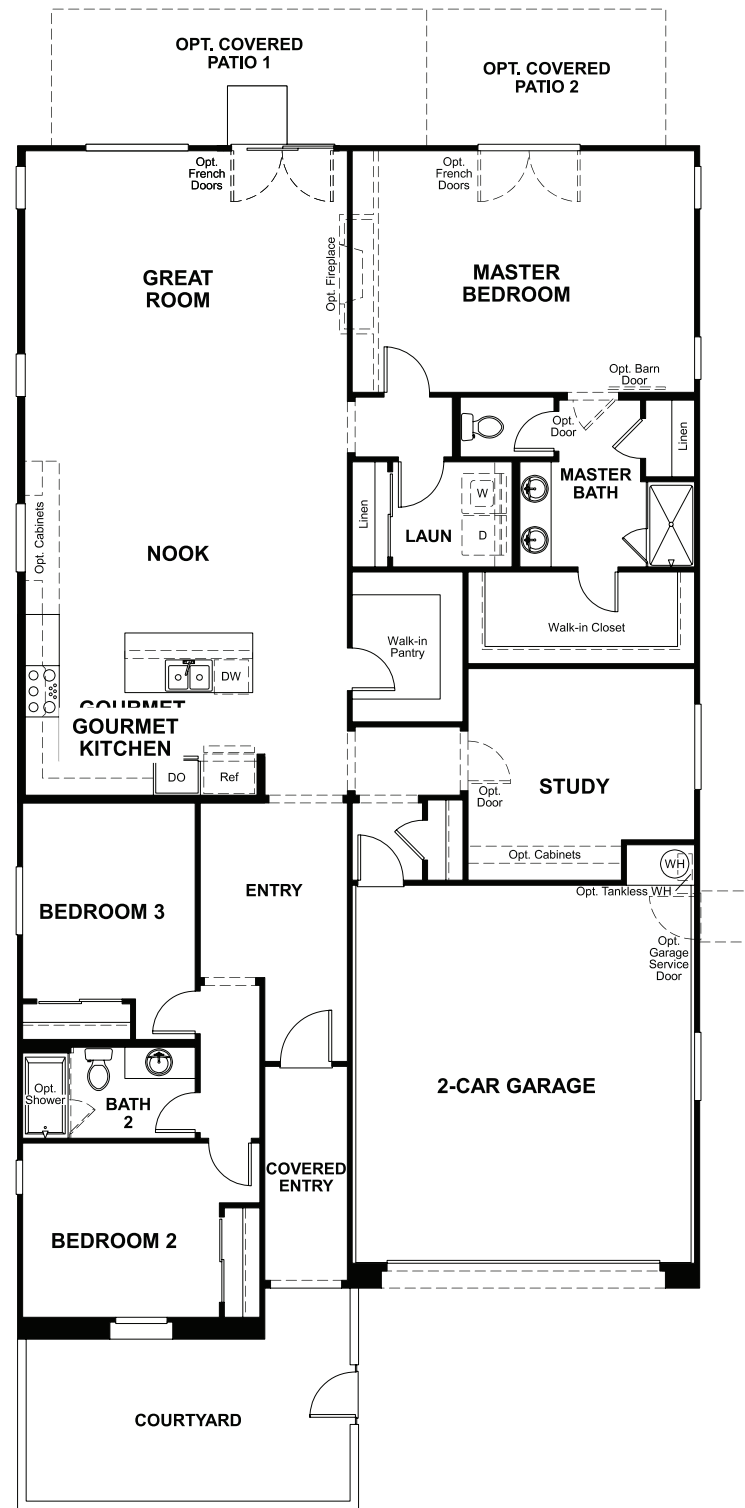 OPT. COVERED
PATIO 1
OPT. COVERED
PATIO 2
Opt.
French
Doors
Opt.
French
Doors
GREAT
ROOM
Opt. Fireplace
MASTER
BEDROOM
Opt. Barn
Door
Opt.
Door
Linen
MASTER
BATH
Opt. Cabinets
NOOK
Linen
LAUN
W
D
Walk-in
Pantry
Walk-in Closet
DW
GOURMET
GOURMET
KITCHEN
DO
Ref
Opt.
Door
STUDY
Opt. Cabinets
WH
Opt. Tankless WH
Opt.
Garage
Service
Door
ENTRY
BEDROOM 3
Opt.
Shower
BATH
2
2-CAR GARAGE
COVERED
ENTRY
BEDROOM 2
COURTYARD